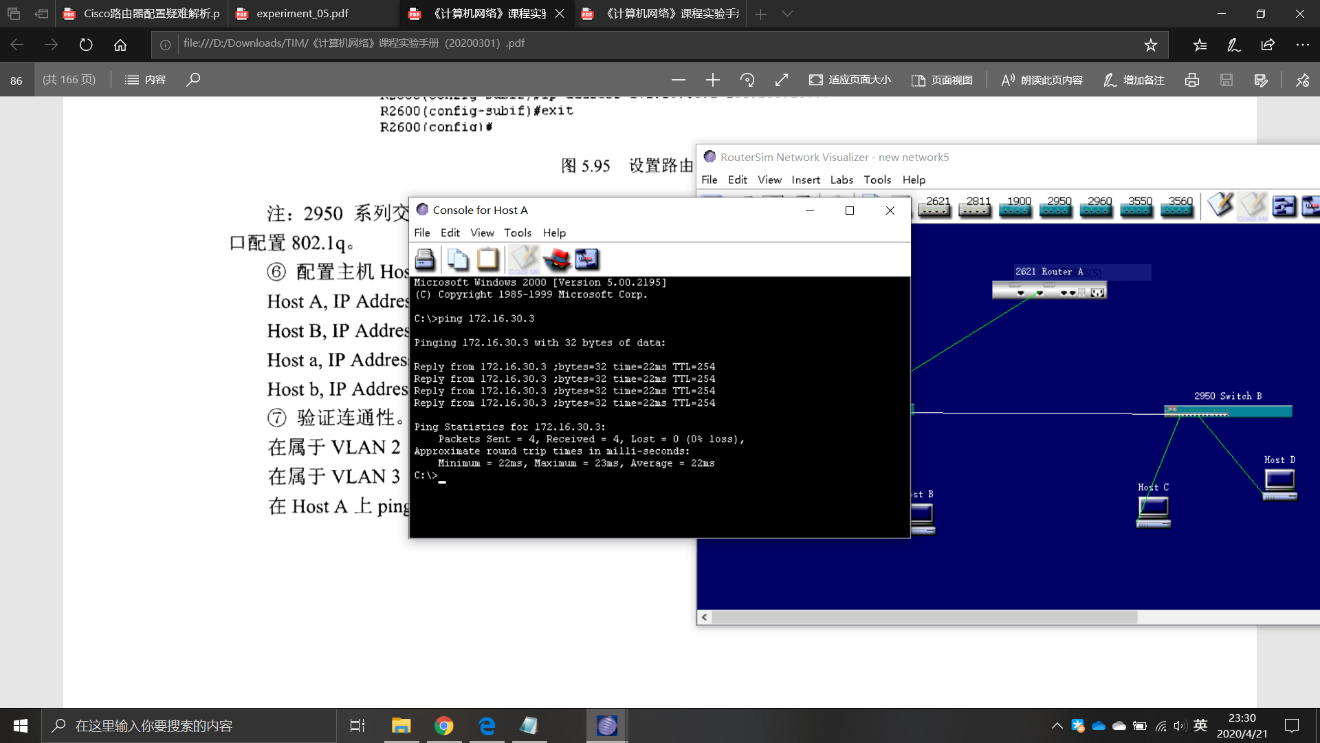 Cisco路由器配置疑难解析.p
experiment_05.pdf
《计算机网络》课程实验
《计算机网络》课程实验手
file:///D:/Downloads/TIM/《计算机网络》课程实验手册（20200301）.pdf
86
(共 166 页)
内容
适应页面大小
页面视图
朗读此页内容
增加备注
R2600(config-subif)#exit
R2600(config)#
图 5.95 设置路由
注：2950 系列交
口配置 802.1q。
⑥ 配置主机 Hos
Host A, IP Addre
Host B, IP Addre
Host a, IP Addres
Host b, IP Addres
⑦ 验证连通性。
在属于 VLAN 2
在属于 VLAN 3
在 Host A 上 ping
RouterSim Network Visualizer - new network5
File Edit View Insert Labs Tools Help
2621 2811 1900 2950 2960 3550 3560
2621 Router A
2950 Switch B
Host D
Host C
st B
Console for Host A
File Edit View Tools Help
Microsoft Windows 2000 [Version 5.00.2195]
(C) Copyright 1985-1999 Microsoft Corp.
C:\>ping 172.16.30.3
Pinging 172.16.30.3 with 32 bytes of data:
Reply from 172.16.30.3 ;bytes=32 time=22ms TTL=254
Reply from 172.16.30.3 ;bytes=32 time=22ms TTL=254
Reply from 172.16.30.3 ;bytes=32 time=22ms TTL=254
Reply from 172.16.30.3 ;bytes=32 time=22ms TTL=254
Ping Statistics for 172.16.30.3:
Packets Sent = 4, Received = 4, Lost = 0 (0% loss),
Approximate round trip times in milli-seconds:
Minimum = 22ms, Maximum = 23ms, Average = 22ms
C:\>_
在这里输入你要搜索的内容
英
23:30
2020/4/21